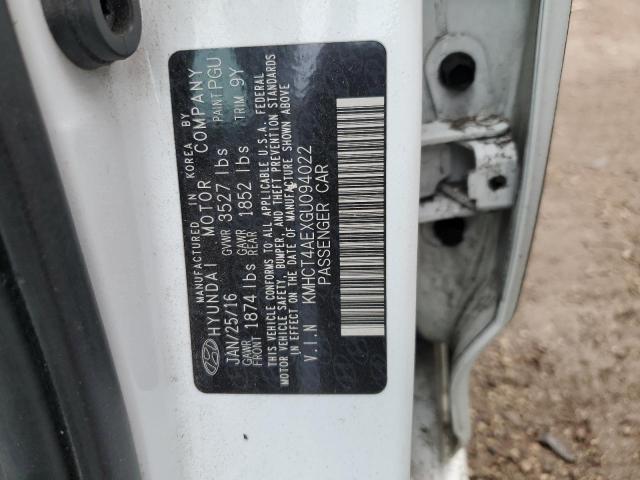 MANUFACTURED IN KOREA BY
HYUNDAI MOTOR COMPANY
JAN/25/16 GVWR 3527 lbs PAINT PGU
GAWR FRONT 1874 lbs GAWR REAR 1852 lbs TRIM 9Y
THIS VEHICLE CONFORMS TO ALL APPLICABLE U.S.A. FEDERAL
MOTOR VEHICLE SAFETY, BUMPER, AND THEFT PREVENTION STANDARDS
IN EFFECT ON THE DATE OF MANUFACTURE SHOWN ABOVE
V.I.N KMHCT4AEXGU094022
PASSENGER CAR